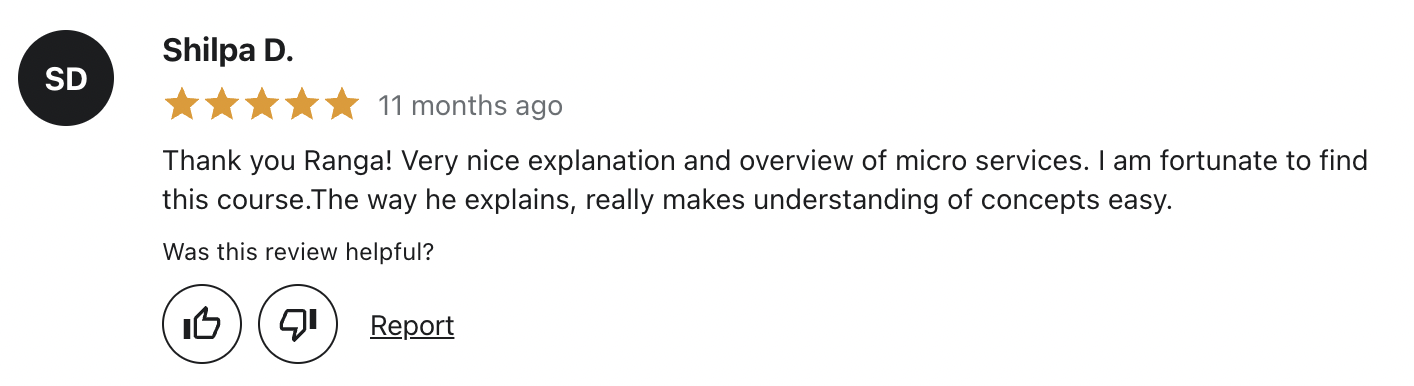 SD
Shilpa D.
11 months ago
Thank you Ranga! Very nice explanation and overview of micro services. I am fortunate to find
this course.The way he explains, really makes understanding of concepts easy.
Was this review helpful?
Report